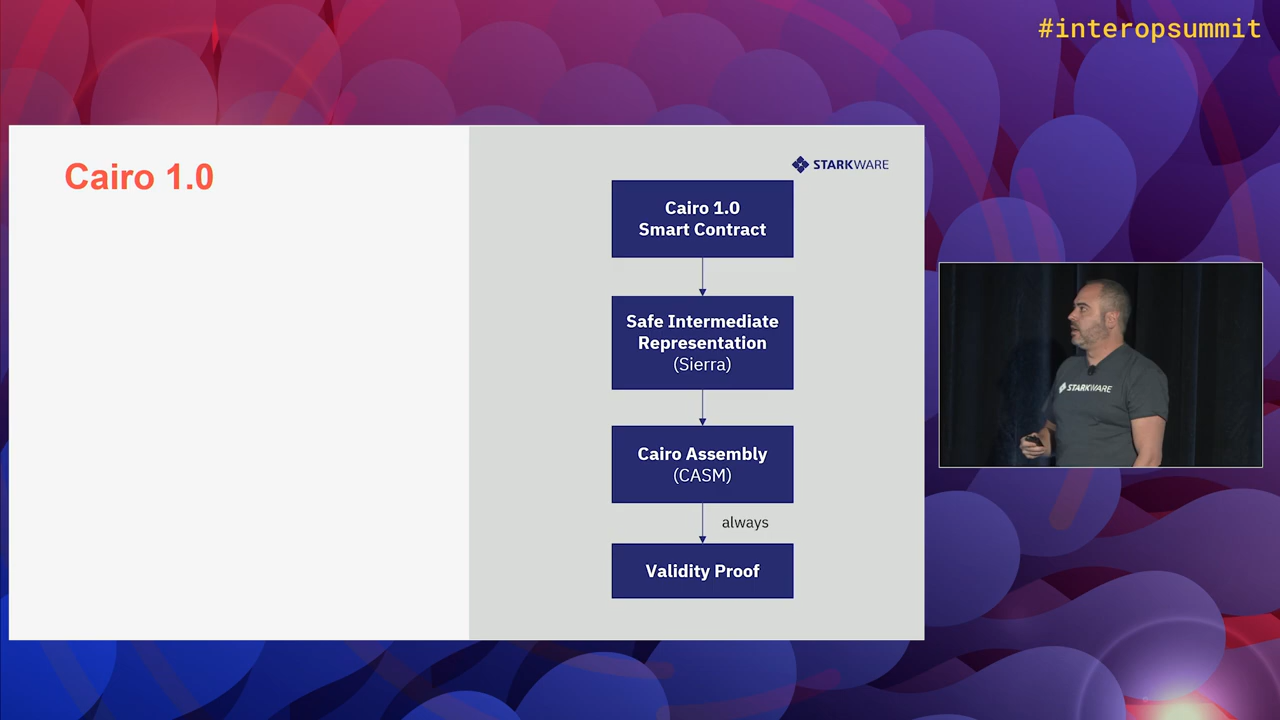 #interopsummit
Cairo 1.0
STARKWARE
Cairo 1.0
Smart Contract
Safe Intermediate
Representation
(Sierra)
Cairo Assembly
(CASM)
always
Validity Proof
STARKWARE